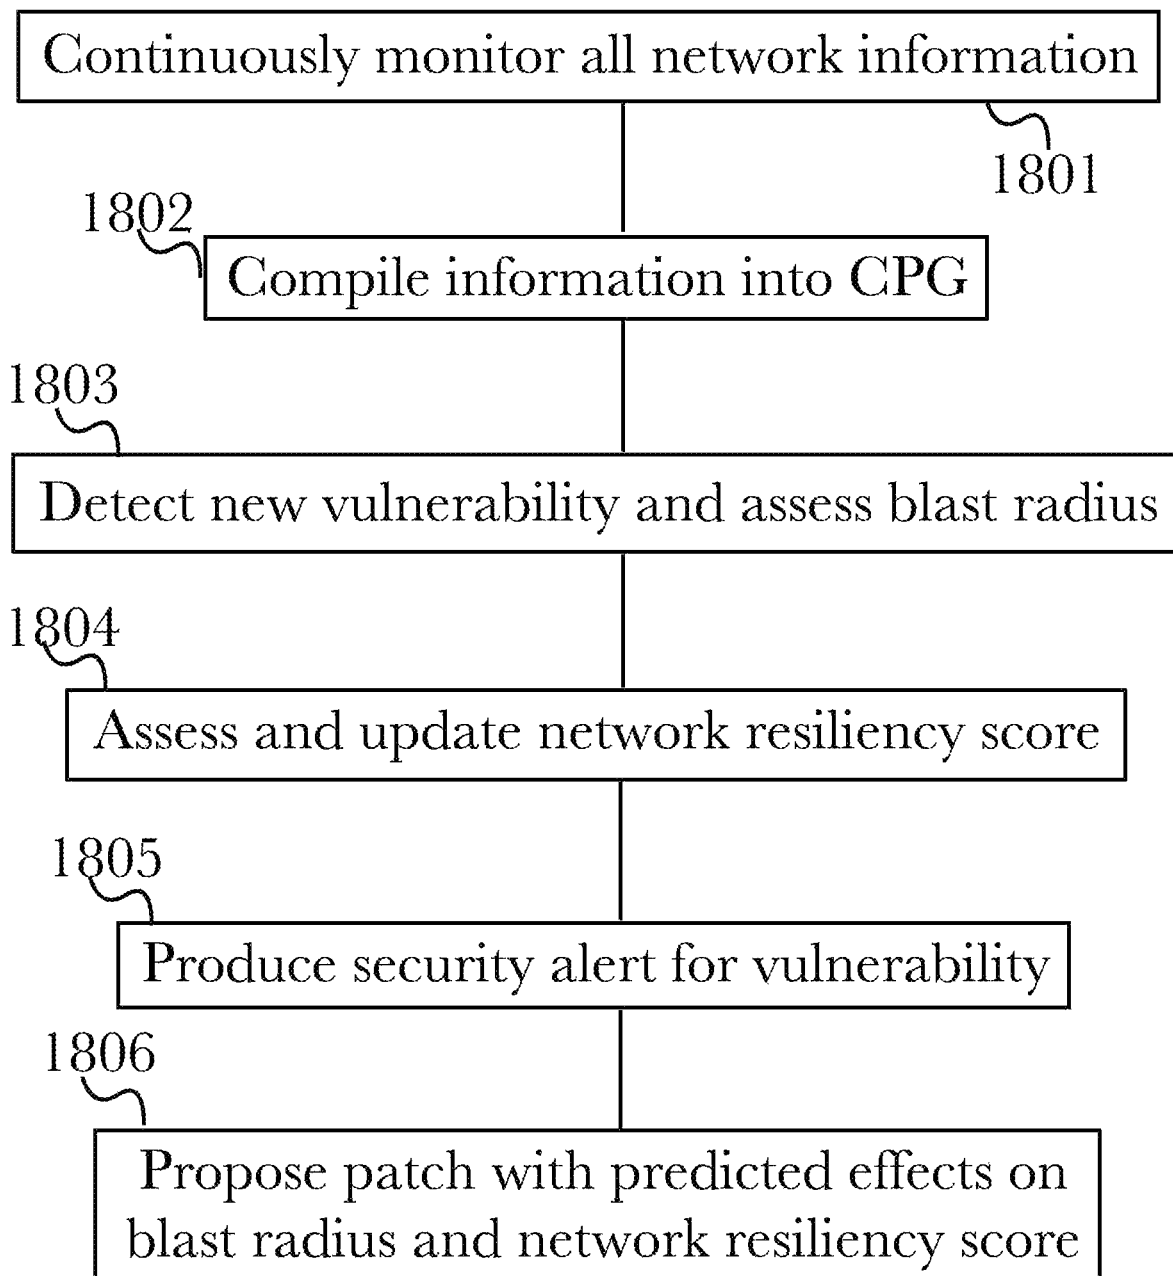 Continuously monitor all network information
1801
1802
Compile information into CPG
1803
Detect new vulnerability and assess blast radius
1804
Assess and update network resiliency score
1805
Produce security alert for vulnerability
1806
Propose patch with predicted effects on
blast radius and network resiliency score